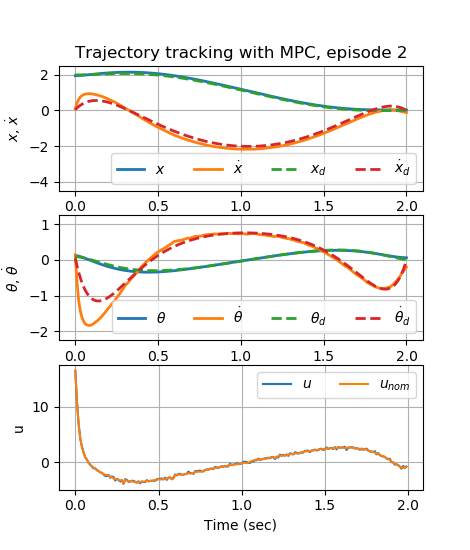 Trajectory tracking with MPC, episode 2
x, ẋ
2
0
−2
−4
x ẋ x_d ẋ_d
0.0 0.5 1.0 1.5 2.0
θ, θ̇
1
0
−1
−2
θ θ̇ θ_d θ̇_d
0.0 0.5 1.0 1.5 2.0
u
10
0
u u_nom
0.0 0.5 1.0 1.5 2.0
Time (sec)